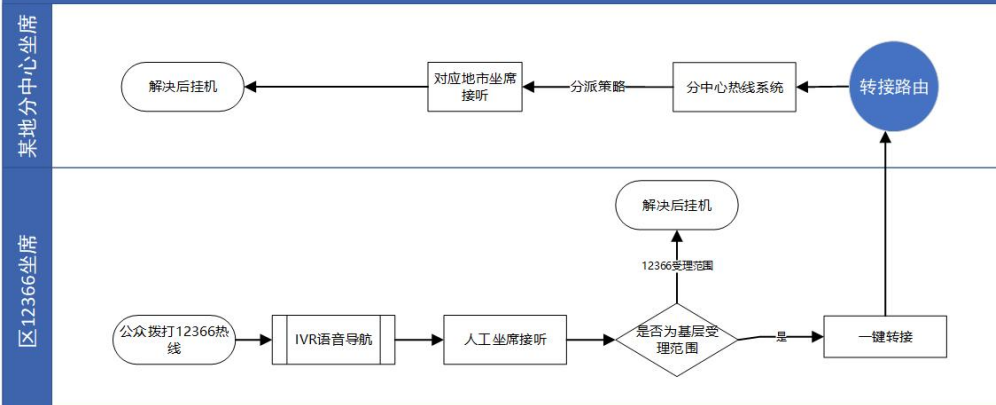 某地分中心坐席
解决后挂机
对应地市坐席
接听
分派策略
分中心热线系统
转接路由
区12366坐席
解决后挂机
12366受理范围
公众拨打12366热
线
IVR语音导航
人工坐席接听
是否为基层受
理范围
是
一键转接